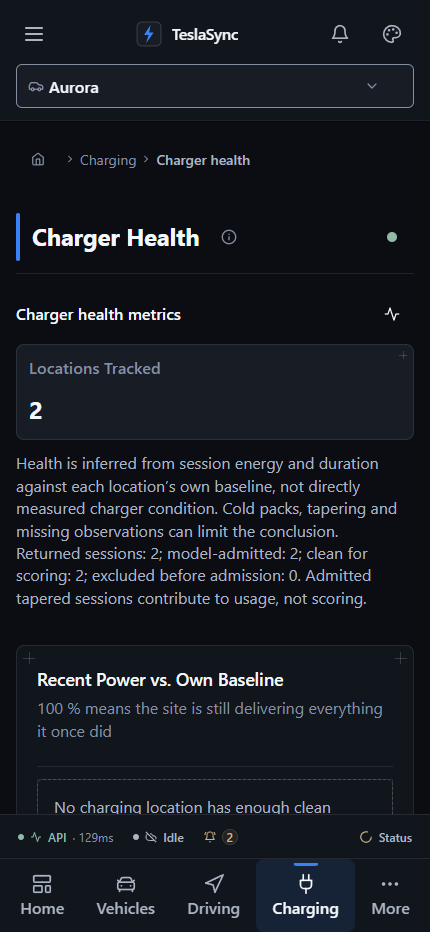 TeslaSync
Aurora
Charging > Charger health
Charger Health
Charger health metrics
Locations Tracked
2
Health is inferred from session energy and duration
against each location's own baseline, not directly
measured charger condition. Cold packs, tapering and
missing observations can limit the conclusion.
Returned sessions: 2; model-admitted: 2; clean for
scoring: 2; excluded before admission: 0. Admitted
tapered sessions contribute to usage, not scoring.
Recent Power vs. Own Baseline
100 % means the site is still delivering everything
it once did
No charging location has enough clean
API · 129ms Idle 2 Status
Home Vehicles Driving Charging More